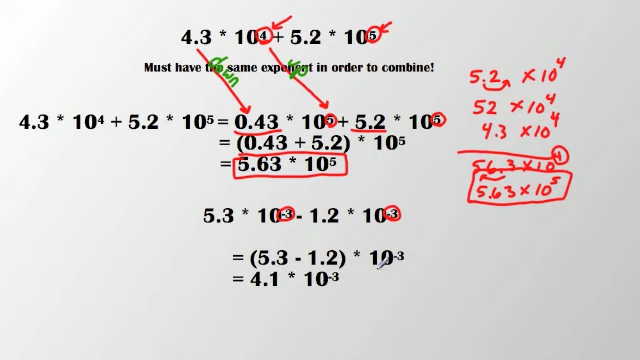 4.3 * 10⁴ + 5.2 * 10⁵
Must have the same exponent in order to combine!
down
up
4.3 * 10⁴ + 5.2 * 10⁵ = 0.43 * 10⁵ + 5.2 * 10⁵
= (0.43 + 5.2) * 10⁵
= 5.63 * 10⁵
5.2 × 10⁴
52 × 10⁴
4.3 × 10⁴
56.3 × 10⁴
5.63 × 10⁵
5.3 * 10⁻³ - 1.2 * 10⁻³
= (5.3 - 1.2) * 10⁻³
= 4.1 * 10⁻³